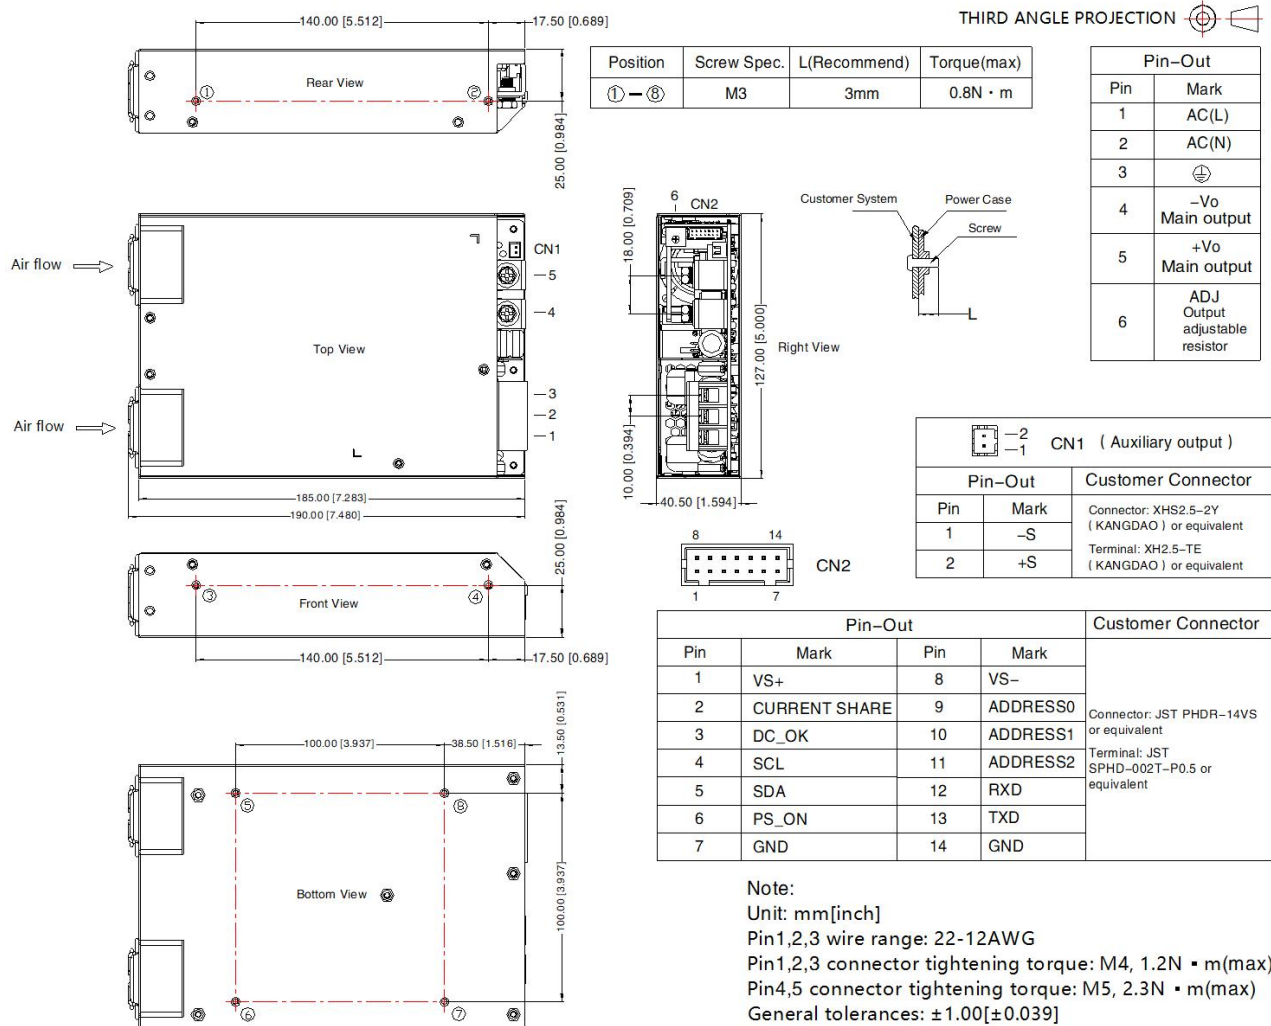 THIRD ANGLE PROJECTION
140.00 [5.512]
17.50 [0.689]
Rear View
① ②
25.00 [0.984]
Position Screw Spec. L(Recommend) Torque(max)
①－⑧ M3 3mm 0.8N・m
Pin-Out
Pin Mark
1 AC(L)
2 AC(N)
3
4 -Vo
Main output
5 +Vo
Main output
6 ADJ
Output
adjustable
resistor
Air flow
Air flow
Top View
CN1
5
4
3
2
1
185.00 [7.283]
190.00 [7.480]
6 CN2
18.00 [0.709]
10.00 [0.394]
127.00 [5.000]
40.50 [1.594]
Right View
Customer System
Power Case
Screw
L
2
1
CN1 ( Auxiliary output )
Pin-Out Customer Connector
Pin Mark
1 -S
2 +S
Connector: XHS2.5-2Y
( KANGDAO ) or equivalent
Terminal: XH2.5-TE
( KANGDAO ) or equivalent
25.00 [0.984]
③ ④
Front View
140.00 [5.512]
17.50 [0.689]
8 14
CN2
1 7
Pin-Out Customer Connector
Pin Mark Pin Mark
1 VS+ 8 VS-
2 CURRENT SHARE 9 ADDRESS0
3 DC_OK 10 ADDRESS1
4 SCL 11 ADDRESS2
5 SDA 12 RXD
6 PS_ON 13 TXD
7 GND 14 GND
Connector: JST PHDR-14VS
or equivalent
Terminal: JST
SPHD-002T-P0.5 or
equivalent
100.00 [3.937]
38.50 [1.516]
13.50 [0.531]
⑤ ⑧
Bottom View
100.00 [3.937]
⑥ ⑦
Note:
Unit: mm[inch]
Pin1,2,3 wire range: 22-12AWG
Pin1,2,3 connector tightening torque: M4, 1.2N▪m(max)
Pin4,5 connector tightening torque: M5, 2.3N▪m(max)
General tolerances: ±1.00[±0.039]